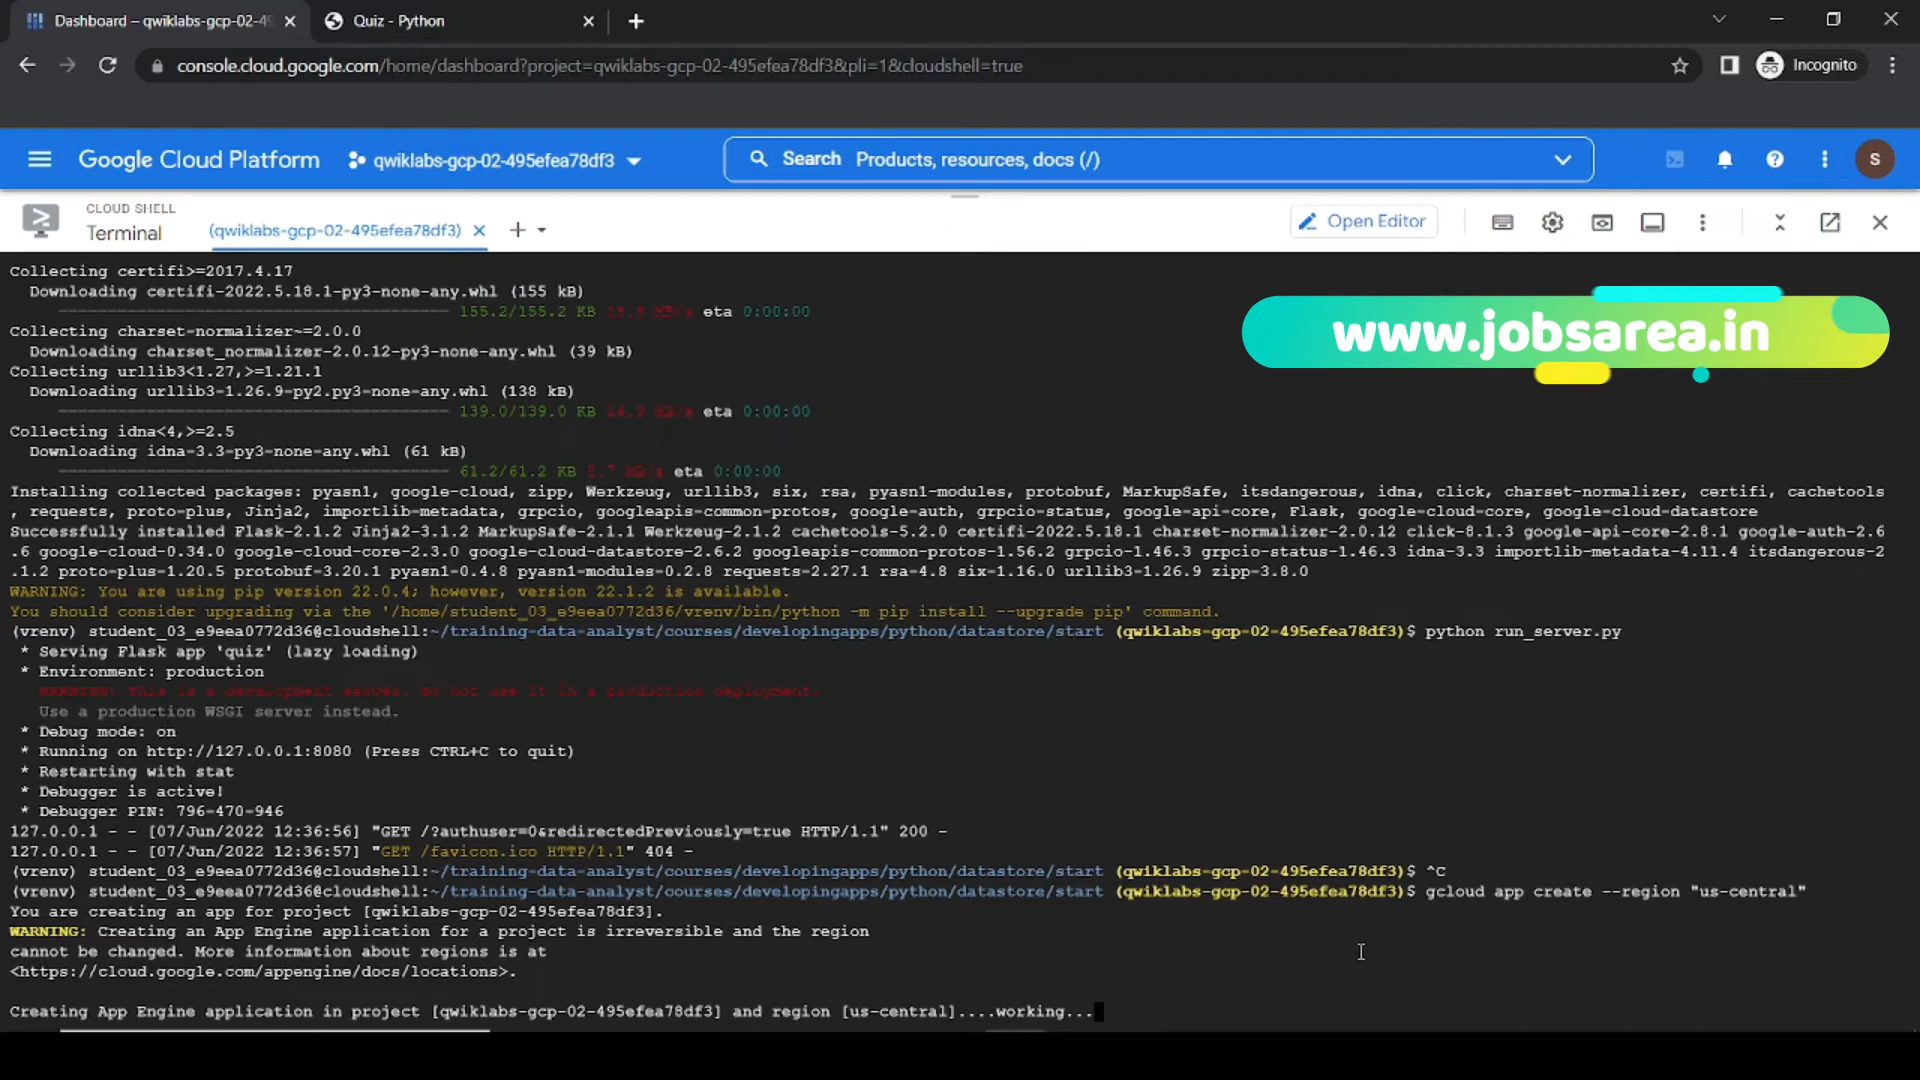 Dashboard – qwiklabs-gcp-02-49
Quiz - Python
console.cloud.google.com/home/dashboard?project=qwiklabs-gcp-02-495efea78df3&pli=1&cloudshell=true
Incognito
Google Cloud Platform
qwiklabs-gcp-02-495efea78df3
Search Products, resources, docs (/)
S
CLOUD SHELL
Terminal
(qwiklabs-gcp-02-495efea78df3)
Open Editor
www.jobsarea.in
Collecting certifi>=2017.4.17
Downloading certifi-2022.5.18.1-py3-none-any.whl (155 kB)
155.2/155.2 KB eta 0:00:00
Collecting charset-normalizer~=2.0.0
Downloading charset_normalizer-2.0.12-py3-none-any.whl (39 kB)
Collecting urllib3<1.27,>=1.21.1
Downloading urllib3-1.26.9-py2.py3-none-any.whl (138 kB)
139.0/139.0 KB eta 0:00:00
Collecting idna<4,>=2.5
Downloading idna-3.3-py3-none-any.whl (61 kB)
61.2/61.2 KB eta 0:00:00
Installing collected packages: pyasn1, google-cloud, zipp, Werkzeug, urllib3, six, rsa, pyasn1-modules, protobuf, MarkupSafe, itsdangerous, idna, click, charset-normalizer, certifi, cachetools
, requests, proto-plus, Jinja2, importlib-metadata, grpcio, googleapis-common-protos, google-auth, grpcio-status, google-api-core, Flask, google-cloud-core, google-cloud-datastore
Successfully installed Flask-2.1.2 Jinja2-3.1.2 MarkupSafe-2.1.1 Werkzeug-2.1.2 cachetools-5.2.0 certifi-2022.5.18.1 charset-normalizer-2.0.12 click-8.1.3 google-api-core-2.8.1 google-auth-2.6
.6 google-cloud-0.34.0 google-cloud-core-2.3.0 google-cloud-datastore-2.6.2 googleapis-common-protos-1.56.2 grpcio-1.46.3 grpcio-status-1.46.3 idna-3.3 importlib-metadata-4.11.4 itsdangerous-2
.1.2 proto-plus-1.20.5 protobuf-3.20.1 pyasn1-0.4.8 pyasn1-modules-0.2.8 requests-2.27.1 rsa-4.8 six-1.16.0 urllib3-1.26.9 zipp-3.8.0
WARNING: You are using pip version 22.0.4; however, version 22.1.2 is available.
You should consider upgrading via the '/home/student_03_e9eea0772d36/vrenv/bin/python -m pip install --upgrade pip' command.
(vrenv) student_03_e9eea0772d36@cloudshell:~/training-data-analyst/courses/developingapps/python/datastore/start (qwiklabs-gcp-02-495efea78df3)$ python run_server.py
* Serving Flask app 'quiz' (lazy loading)
* Environment: production
WARNING: This is a development server. Do not use it in a production deployment.
Use a production WSGI server instead.
* Debug mode: on
* Running on http://127.0.0.1:8080 (Press CTRL+C to quit)
* Restarting with stat
* Debugger is active!
* Debugger PIN: 796-470-946
127.0.0.1 - - [07/Jun/2022 12:36:56] "GET /?authuser=0&redirectedPreviously=true HTTP/1.1" 200 -
127.0.0.1 - - [07/Jun/2022 12:36:57] "GET /favicon.ico HTTP/1.1" 404 -
(vrenv) student_03_e9eea0772d36@cloudshell:~/training-data-analyst/courses/developingapps/python/datastore/start (qwiklabs-gcp-02-495efea78df3)$ ^C
(vrenv) student_03_e9eea0772d36@cloudshell:~/training-data-analyst/courses/developingapps/python/datastore/start (qwiklabs-gcp-02-495efea78df3)$ gcloud app create --region "us-central"
You are creating an app for project [qwiklabs-gcp-02-495efea78df3].
WARNING: Creating an App Engine application for a project is irreversible and the region
cannot be changed. More information about regions is at
<https://cloud.google.com/appengine/docs/locations>.
Creating App Engine application in project [qwiklabs-gcp-02-495efea78df3] and region [us-central]....working...